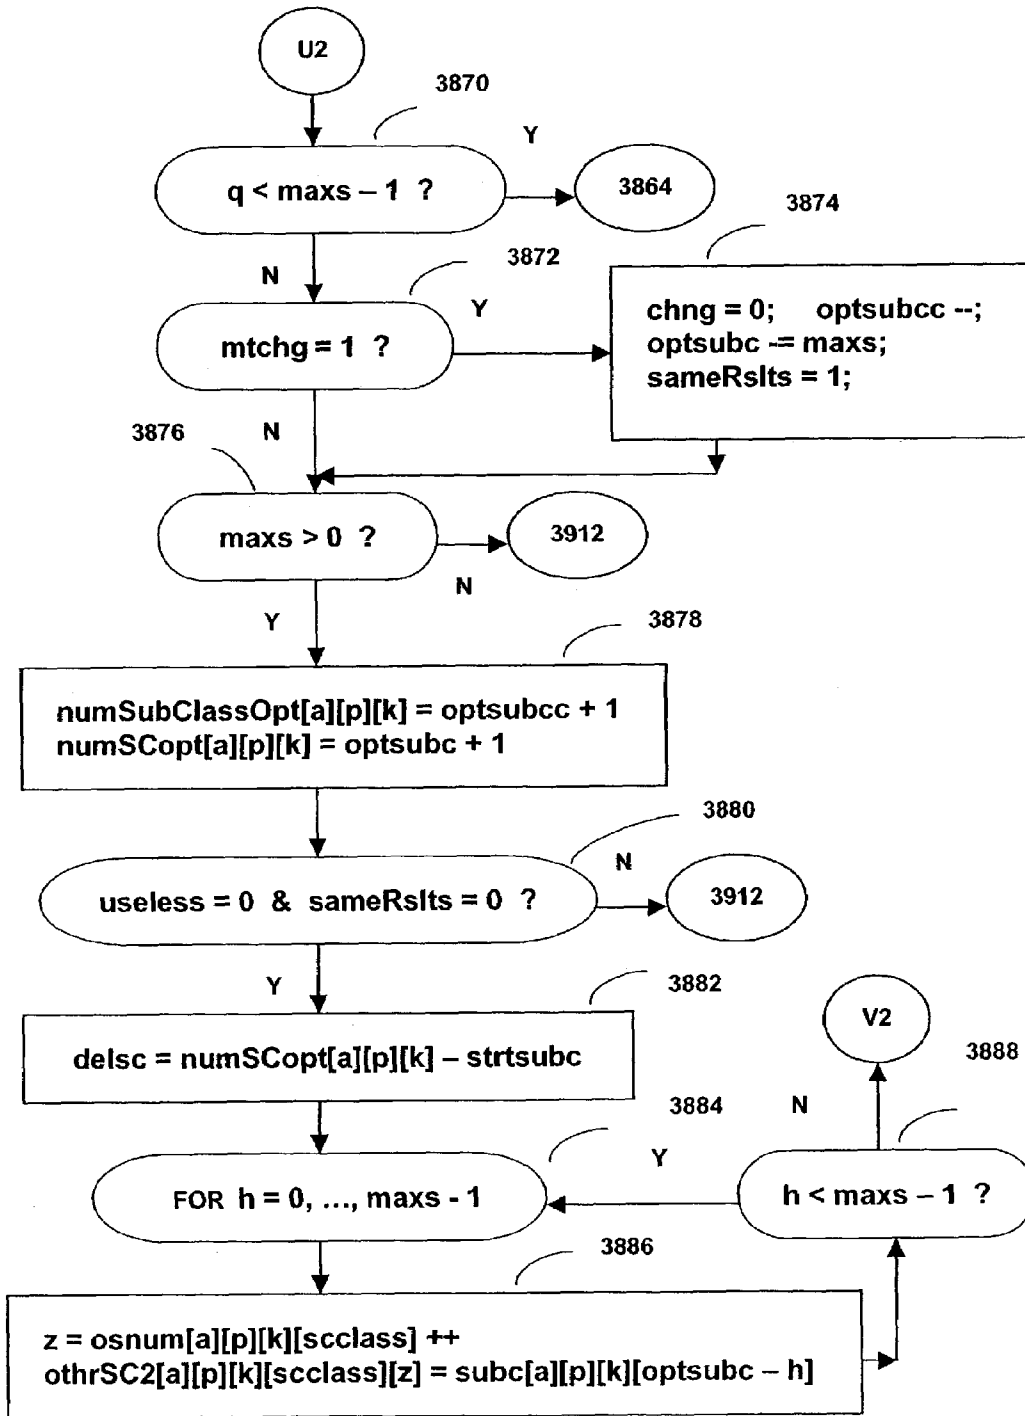 U2
3870
q < maxs – 1 ?
Y
3864
N
3872
3874
mtchg = 1 ?
Y
chng = 0; optsubcc --;
optsubc -= maxs;
sameRslts = 1;
3876
N
maxs > 0 ?
3912
N
Y
3878
numSubClassOpt[a][p][k] = optsubcc + 1
numSCopt[a][p][k] = optsubc + 1
3880
useless = 0 & sameRslts = 0 ?
N
3912
Y
3882
delsc = numSCopt[a][p][k] – strtsubc
V2
3888
3884
N
Y
FOR h = 0, ..., maxs - 1
h < maxs – 1 ?
3886
z = osnum[a][p][k][scclass] ++
othrSC2[a][p][k][scclass][z] = subc[a][p][k][optsubc – h]